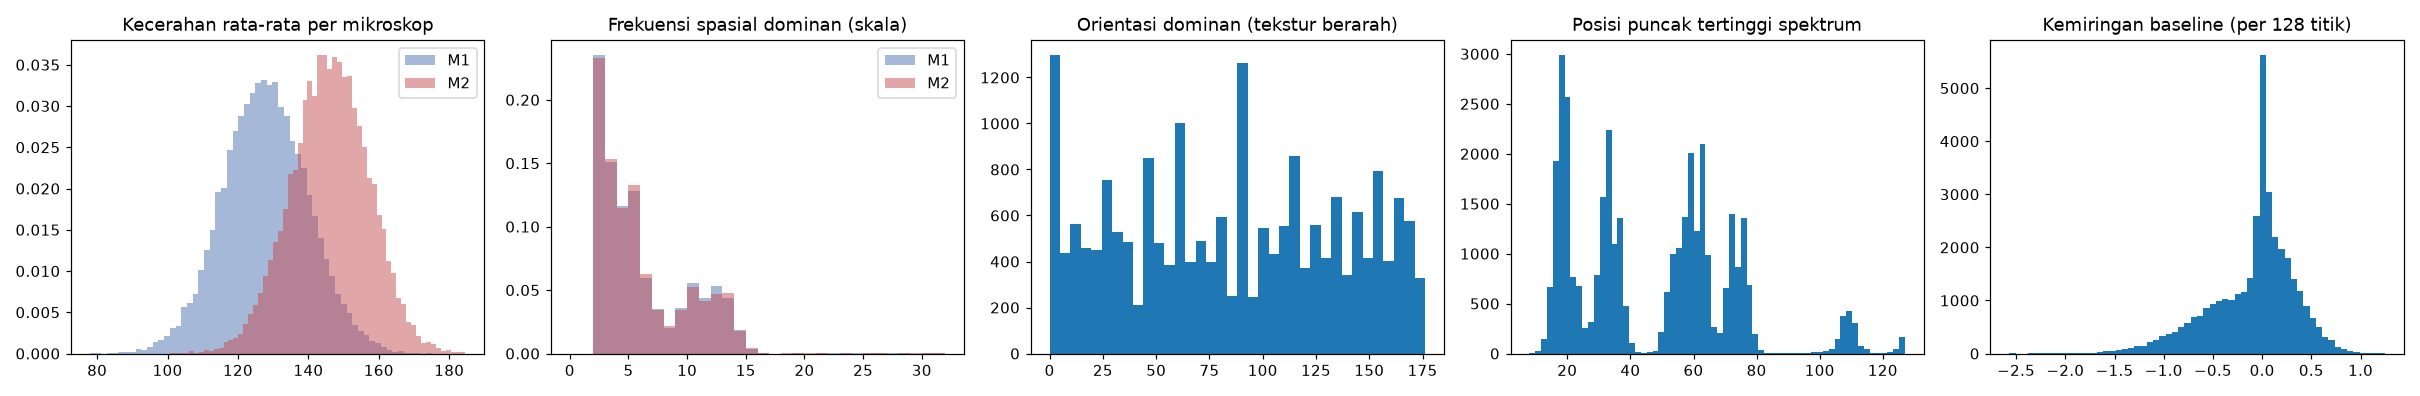 Kecerahan rata-rata per mikroskop
0.035
0.030
0.025
0.020
0.015
0.010
0.005
0.000
80 100 120 140 160 180
M1
M2
Frekuensi spasial dominan (skala)
0.20
0.15
0.10
0.05
0.00
0 5 10 15 20 25 30
M1
M2
Orientasi dominan (tekstur berarah)
1200
1000
800
600
400
200
0
0 25 50 75 100 125 150 175
Posisi puncak tertinggi spektrum
3000
2500
2000
1500
1000
500
0
20 40 60 80 100 120
Kemiringan baseline (per 128 titik)
5000
4000
3000
2000
1000
0
−2.5 −2.0 −1.5 −1.0 −0.5 0.0 0.5 1.0